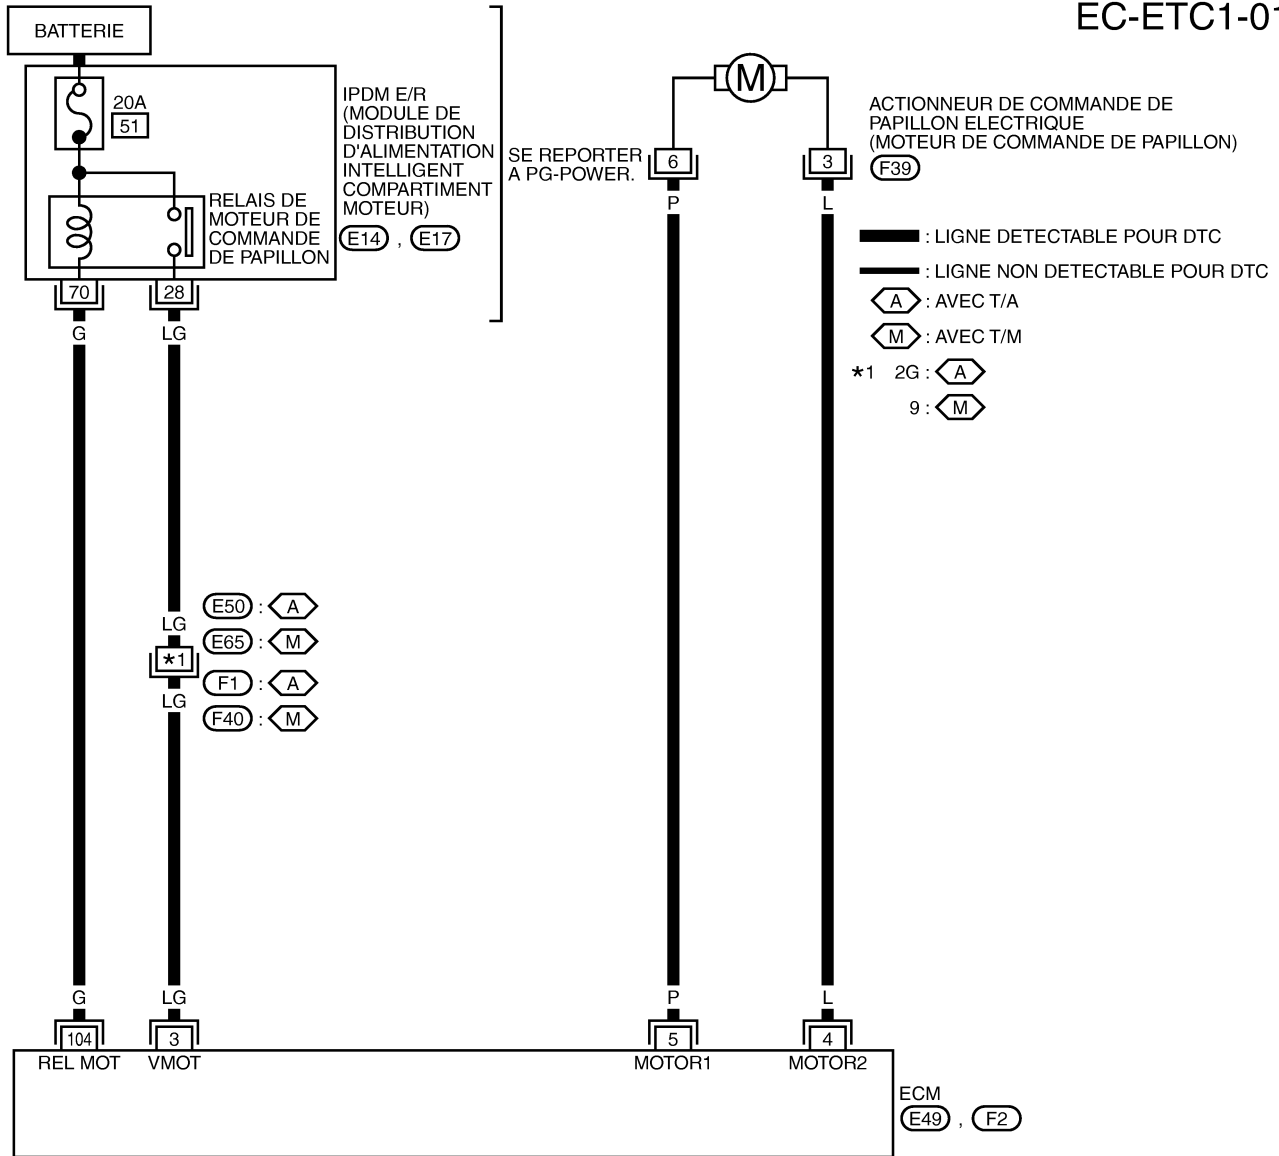 EC-ETC1-01
BATTERIE
20A
51
IPDM E/R
(MODULE DE
DISTRIBUTION
D'ALIMENTATION
INTELLIGENT
COMPARTIMENT
MOTEUR)
E14 , E17
RELAIS DE
MOTEUR DE
COMMANDE
DE PAPILLON
SE REPORTER
A PG-POWER.
M
ACTIONNEUR DE COMMANDE DE
PAPILLON ELECTRIQUE
(MOTEUR DE COMMANDE DE PAPILLON)
F39
6
3
P
L
: LIGNE DETECTABLE POUR DTC
: LIGNE NON DETECTABLE POUR DTC
A : AVEC T/A
M : AVEC T/M
*1 2G : A
9 : M
70
28
G
LG
LG
*1
LG
E50 : A
E65 : M
F1 : A
F40 : M
G
LG
P
L
104
3
5
4
REL MOT
VMOT
MOTOR1
MOTOR2
ECM
E49 , F2